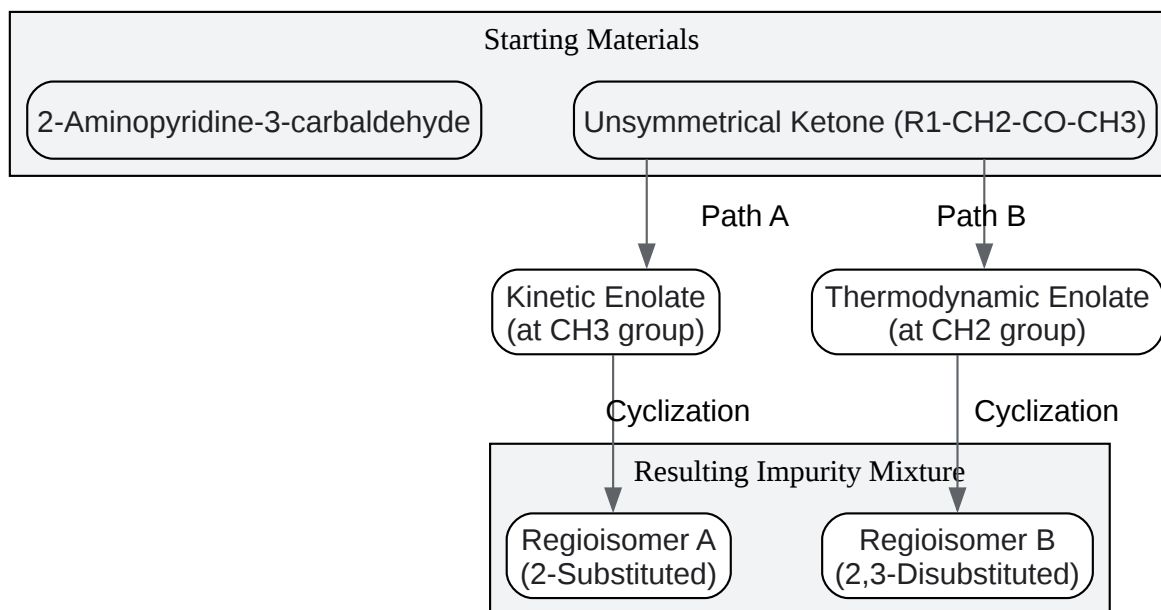 Starting Materials
2-Aminopyridine-3-carbaldehyde
Unsymmetrical Ketone (R1-CH2-CO-CH3)
Path A
Path B
Kinetic Enolate
(at CH3 group)
Thermodynamic Enolate
(at CH2 group)
Cyclization
Cyclization
Resulting Impurity Mixture
Regioisomer A
(2-Substituted)
Regioisomer B
(2,3-Disubstituted)